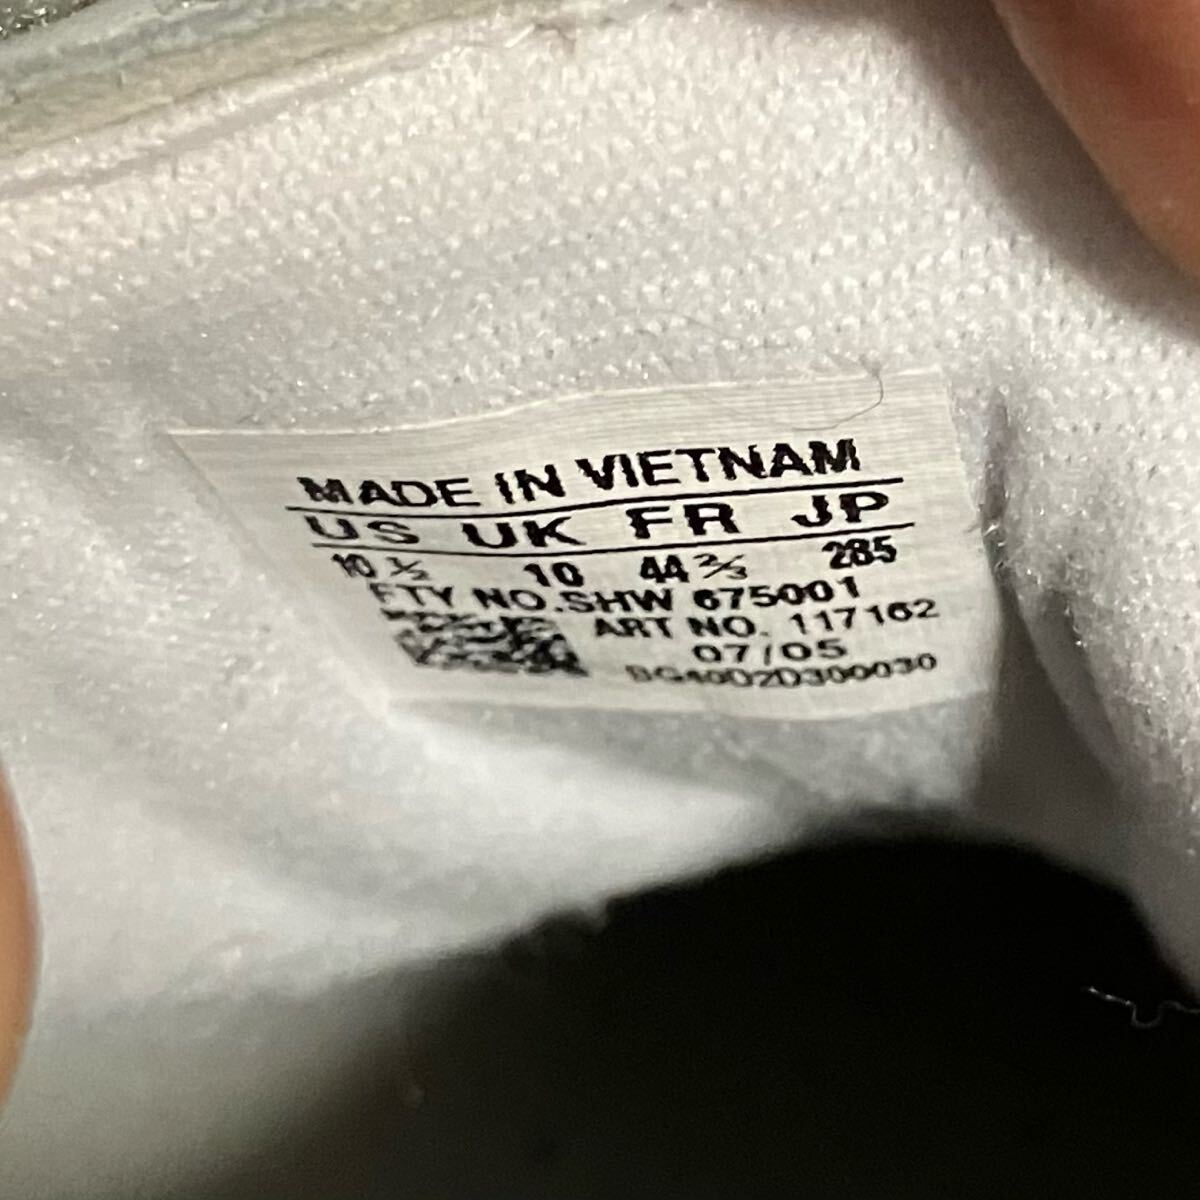 MADE IN VIETNAM
US UK FR JP
10 ½ 10 44 ⅔ 285
FTY NO.SHW 675001
ART NO. 117162
07/05